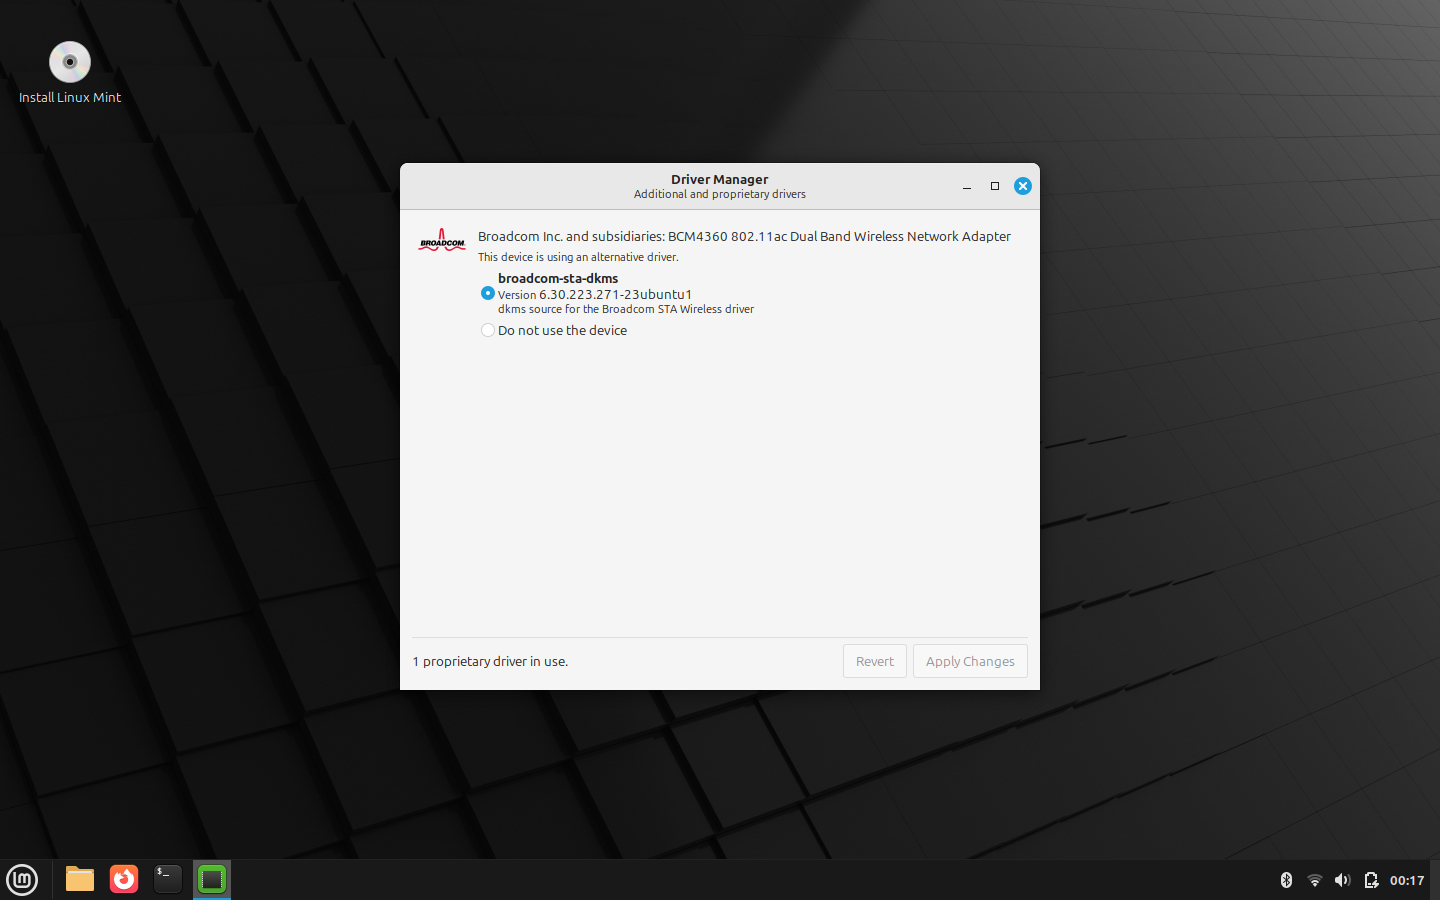 Install Linux Mint
Driver Manager
Additional and proprietary drivers
BROADCOM
Broadcom Inc. and subsidiaries: BCM4360 802.11ac Dual Band Wireless Network Adapter
This device is using an alternative driver.
broadcom-sta-dkms
Version 6.30.223.271-23ubuntu1
dkms source for the Broadcom STA Wireless driver
Do not use the device
1 proprietary driver in use.
Revert
Apply Changes
$_
00:17